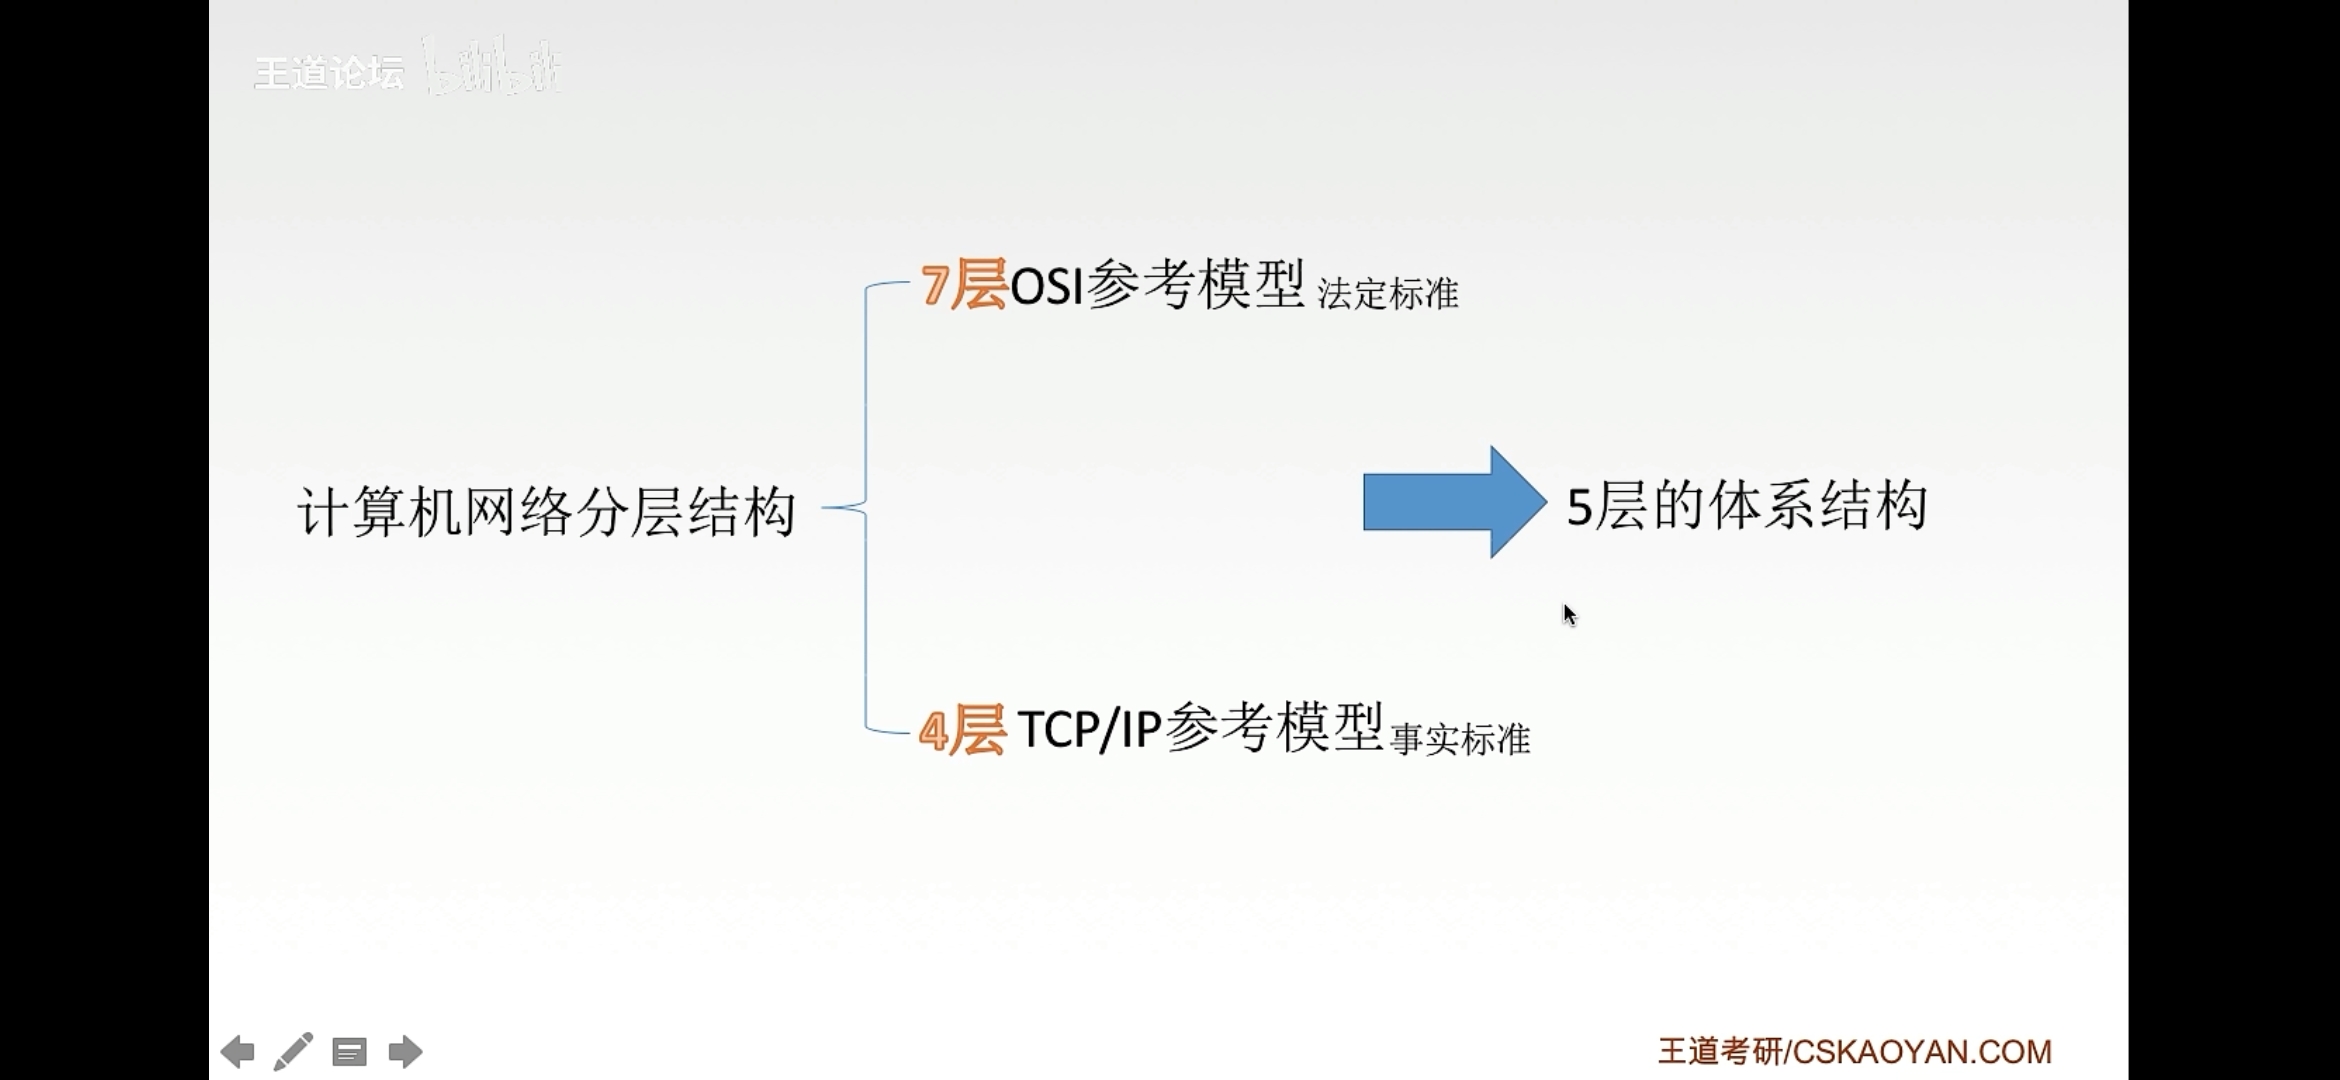 王道论坛 bilibili
7层OSI参考模型 法定标准
计算机网络分层结构
5层的体系结构
4层 TCP/IP参考模型 事实标准
王道考研/CSKAOYAN.COM